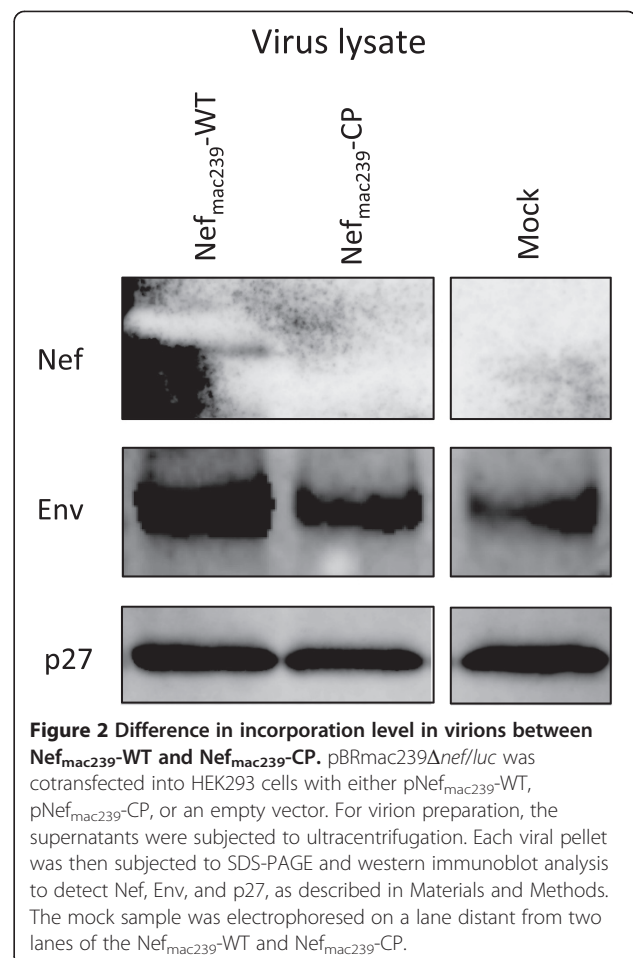 Virus lysate
Nefmac239-WT
Nefmac239-CP
Mock
Nef
Env
p27
Figure 2 Difference in incorporation level in virions between
Nefmac239-WT and Nefmac239-CP. pBRmac239Δnef/luc was
cotransfected into HEK293 cells with either pNefmac239-WT,
pNefmac239-CP, or an empty vector. For virion preparation, the
supernatants were subjected to ultracentrifugation. Each viral pellet
was then subjected to SDS-PAGE and western immunoblot analysis
to detect Nef, Env, and p27, as described in Materials and Methods.
The mock sample was electrophoresed on a lane distant from two
lanes of the Nefmac239-WT and Nefmac239-CP.